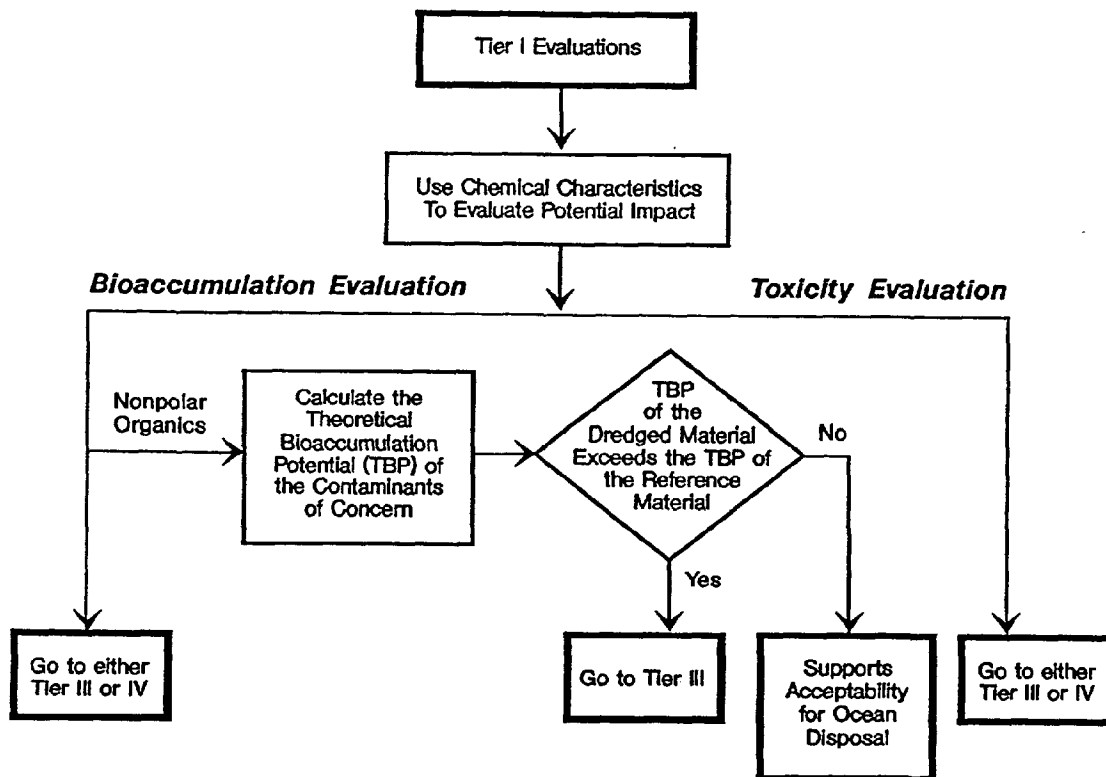 Tier I Evaluations
Use Chemical Characteristics
To Evaluate Potential Impact
Bioaccumulation Evaluation
Toxicity Evaluation
Nonpolar
Organics
Calculate the
Theoretical
Bioaccumulation
Potential (TBP) of
the Contaminants
of Concern
TBP
of the
Dredged Material
Exceeds the TBP of
the Reference
Material
No
Yes
Go to either
Tier III or IV
Go to Tier III
Supports
Acceptability
for Ocean
Disposal
Go to either
Tier III or IV